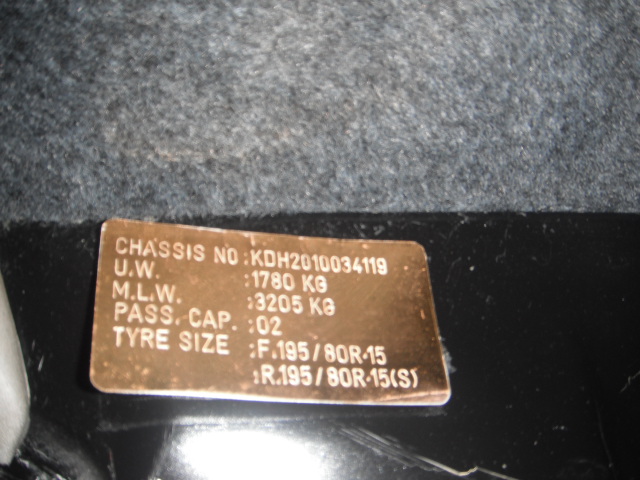 CHASSIS NO :KDH2010034119
U.W. :1780 KG
M.L.W. :3205 KG
PASS. CAP. :02
TYRE SIZE :F.195/80R·15
:R.195/80R·15(S)